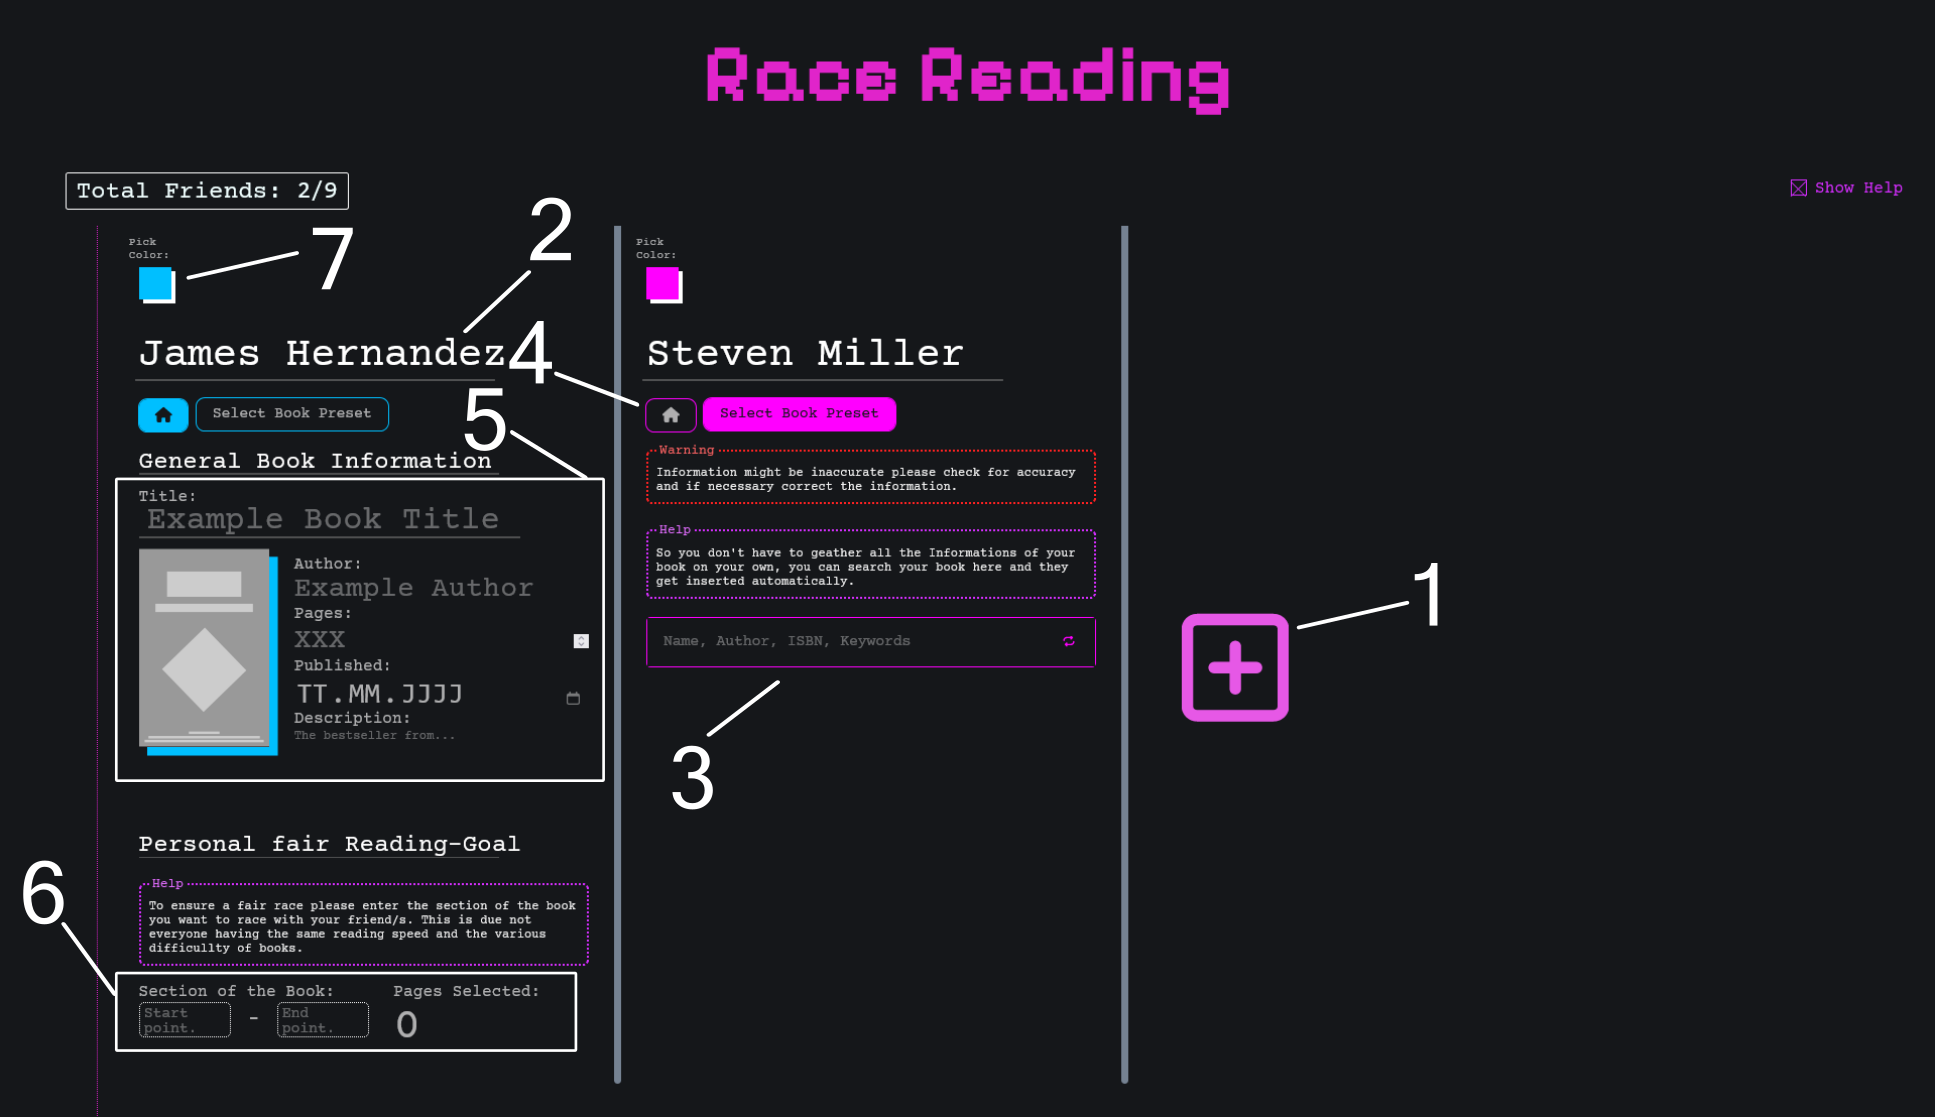 Race Reading
Total Friends: 2/9
Show Help
Pick
Color:
7
2
James Hernandez
4
5
Select Book Preset
General Book Information
Title:
Example Book Title
Author:
Example Author
Pages:
XXX
Published:
TT.MM.JJJJ
Description:
The bestseller from...
Personal fair Reading-Goal
6
Help
To ensure a fair race please enter the section of the book
you want to race with your friend/s. This is due not
everyone having the same reading speed and the various
difficullty of books.
Section of the Book:
Pages Selected:
Start
point.
-
End
point.
0
Pick
Color:
Steven Miller
Select Book Preset
Warning
Information might be inaccurate please check for accuracy
and if necessary correct the information.
Help
So you don't have to geather all the Informations of your
book on your own, you can search your book here and they
get inserted automatically.
Name, Author, ISBN, Keywords
3
1